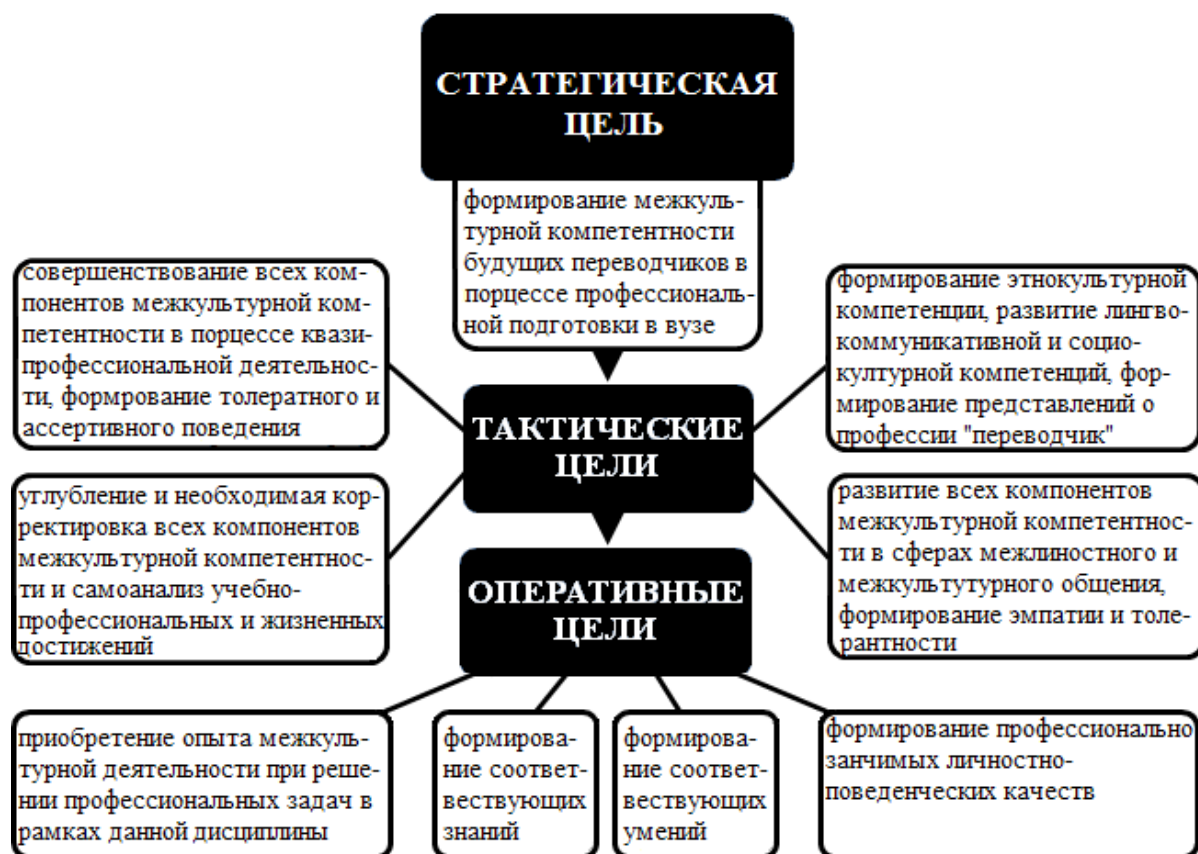 СТРАТЕГИЧЕСКАЯ
ЦЕЛЬ
формирование межкуль-
турной компетентности
будущих переводчиков в
порцессе профессиональ-
ной подготовки в вузе
совершенствование всех ком-
понентов межкультурной ком-
петентности в порцессе квази-
профессиональной деятельнос-
ти, формрование толератного и
ассертивного поведения
формирование этнокультурной
компетенции, развитие лингво-
коммуникативной и социо-
културной компетенций, фор-
мирование представлений о
профессии "переводчик"
ТАКТИЧЕСКИЕ
ЦЕЛИ
углубление и необходимая кор-
ректировка всех компонентов
межкультурной компетентнос-
ти и самоанализ учебно-
профессиональных и жизненных
достижений
развитие всех компонентов
межкультурной компетентнос-
ти в сферах межлиностного и
межкультутурного общения,
формирование эмпатии и толе-
рантности
ОПЕРАТИВНЫЕ
ЦЕЛИ
приобретение опыта межкуль-
турной деятельности при реше-
нии профессиональных задач в
рамках данной дисциплины
формирова-
ние соответ-
вествующих
знаний
формирова-
ние соответ-
вествующих
умений
формирование профессионально
занчимых личностно-
поведенческих качеств